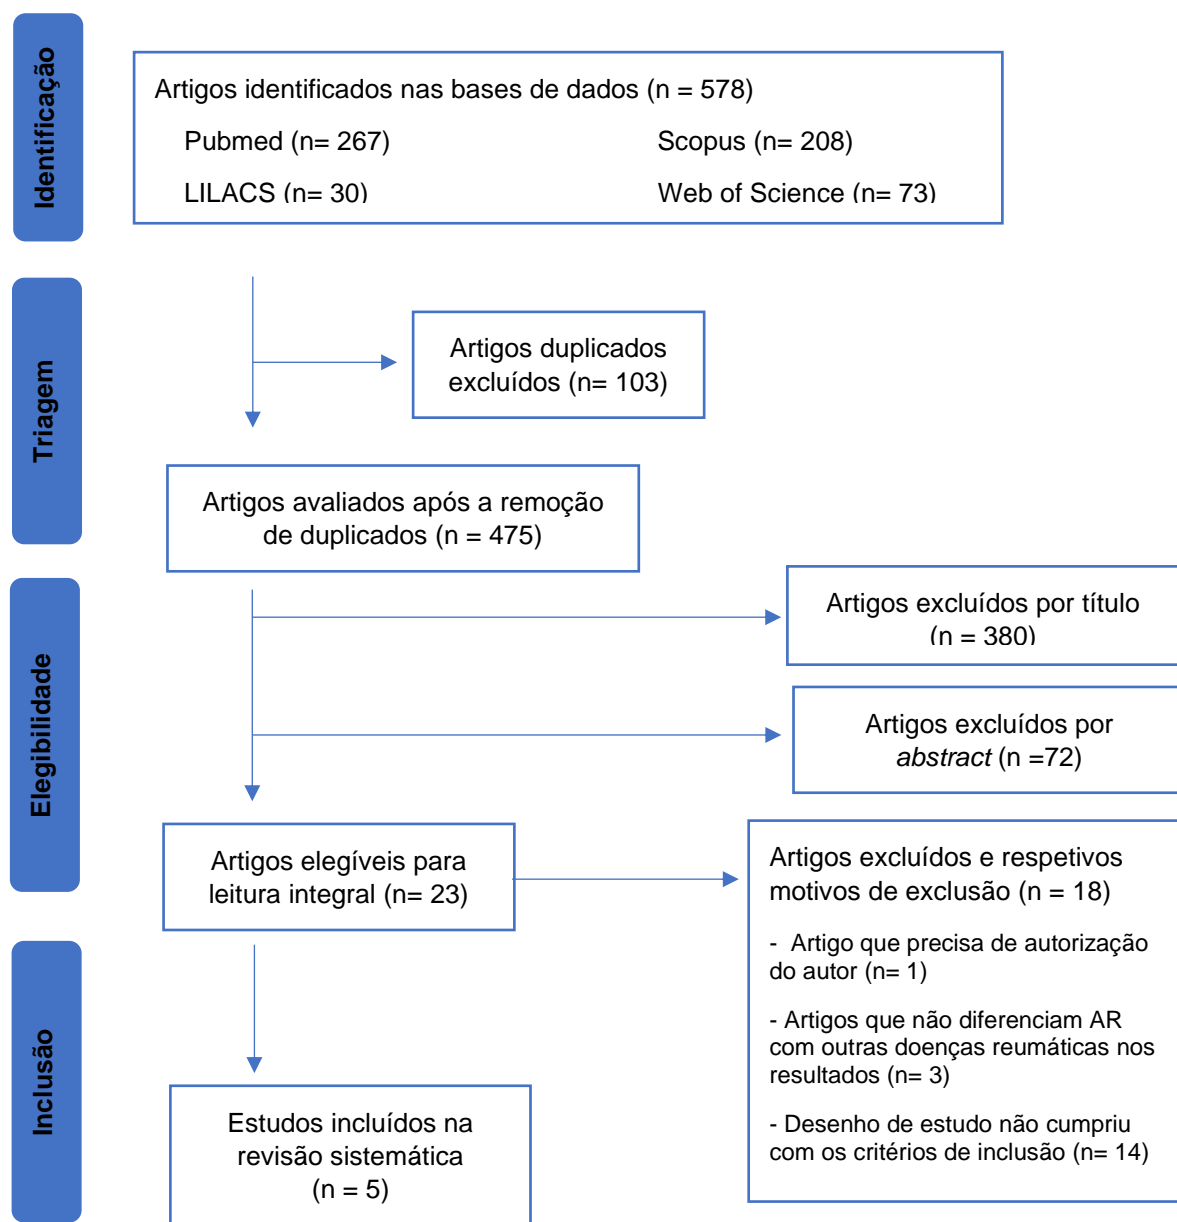 Identificação
Artigos identificados nas bases de dados (n = 578)
Pubmed (n= 267)
Scopus (n= 208)
LILACS (n= 30)
Web of Science (n= 73)
Triagem
Artigos duplicados
excluídos (n= 103)
Artigos avaliados após a remoção
de duplicados (n = 475)
Elegibilidade
Artigos excluídos por título
(n = 380)
Artigos excluídos por
abstract (n =72)
Artigos elegíveis para
leitura integral (n= 23)
Artigos excluídos e respetivos
motivos de exclusão (n = 18)
- Artigo que precisa de autorização
do autor (n= 1)
- Artigos que não diferenciam AR
com outras doenças reumáticas nos
resultados (n= 3)
- Desenho de estudo não cumpriu
com os critérios de inclusão (n= 14)
Inclusão
Estudos incluídos na
revisão sistemática
(n = 5)